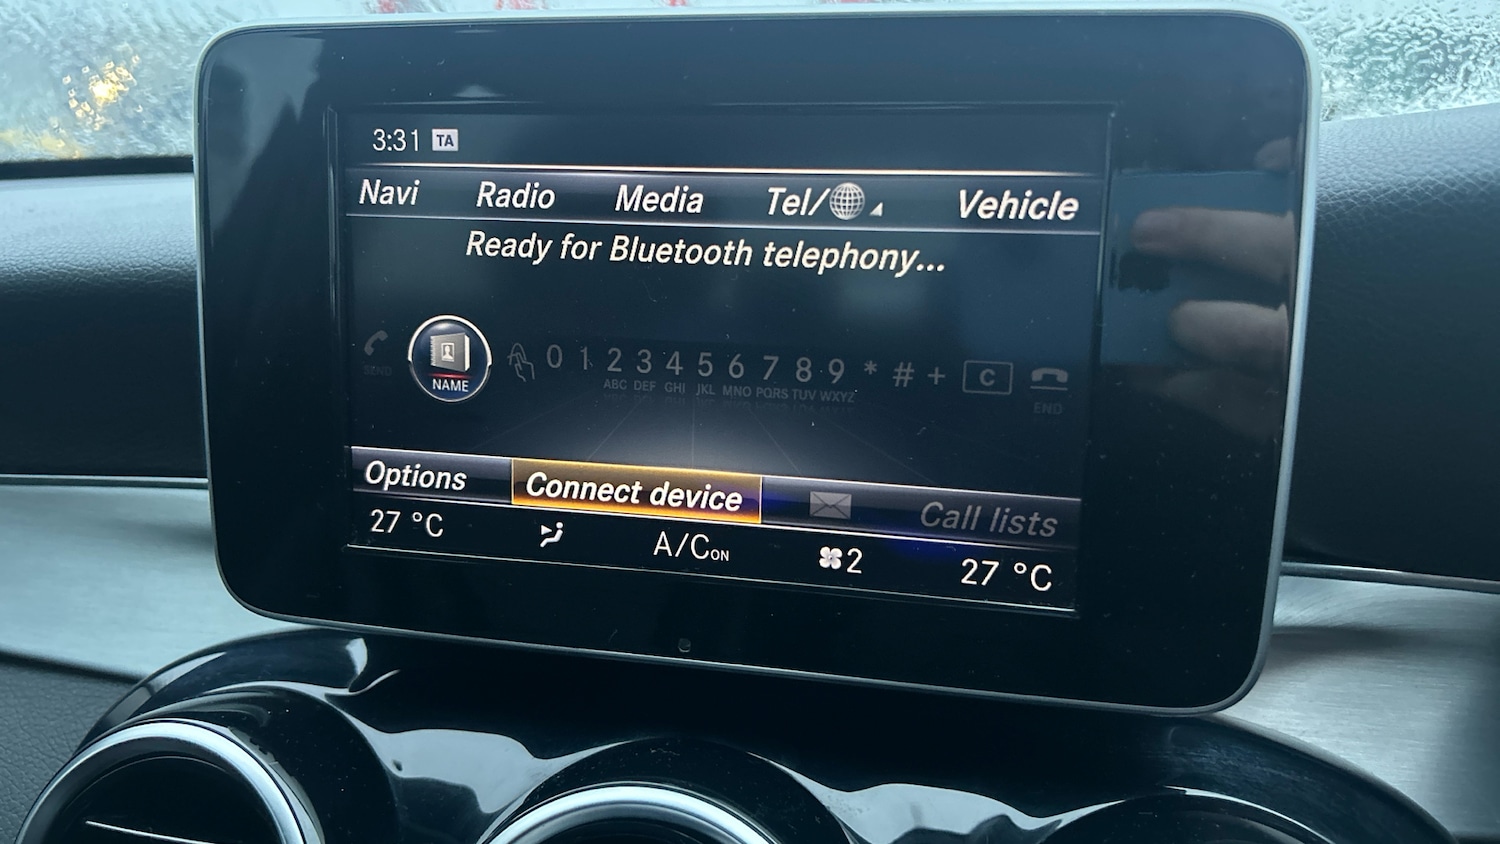 3:31 TA
Navi Radio Media Tel/ Vehicle
Ready for Bluetooth telephony...
SEND NAME 0 1 2 3 4 5 6 7 8 9 * # + C END
ABC DEF GHI JKL MNO PQRS TUV WXYZ
Options Connect device Call lists
27 °C A/C ON 2 27 °C